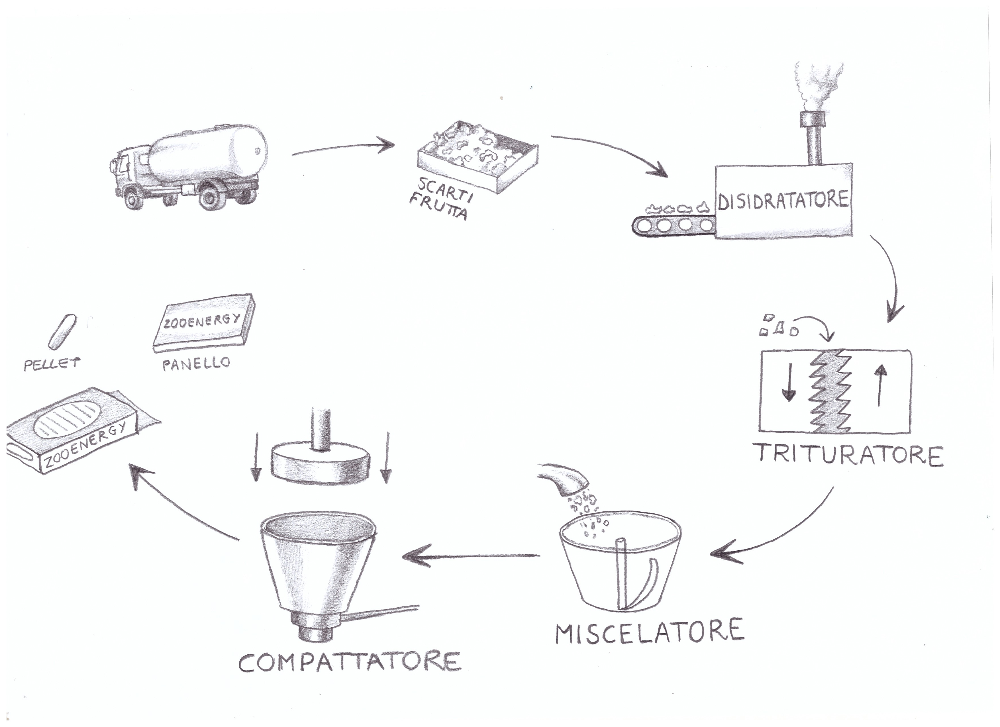 SCARTI
FRUTTA
DISIDRATATORE
TRITURATORE
MISCELATORE
COMPATTATORE
ZOOENERGY
PELLET
PANELLO
ZOOENERGY